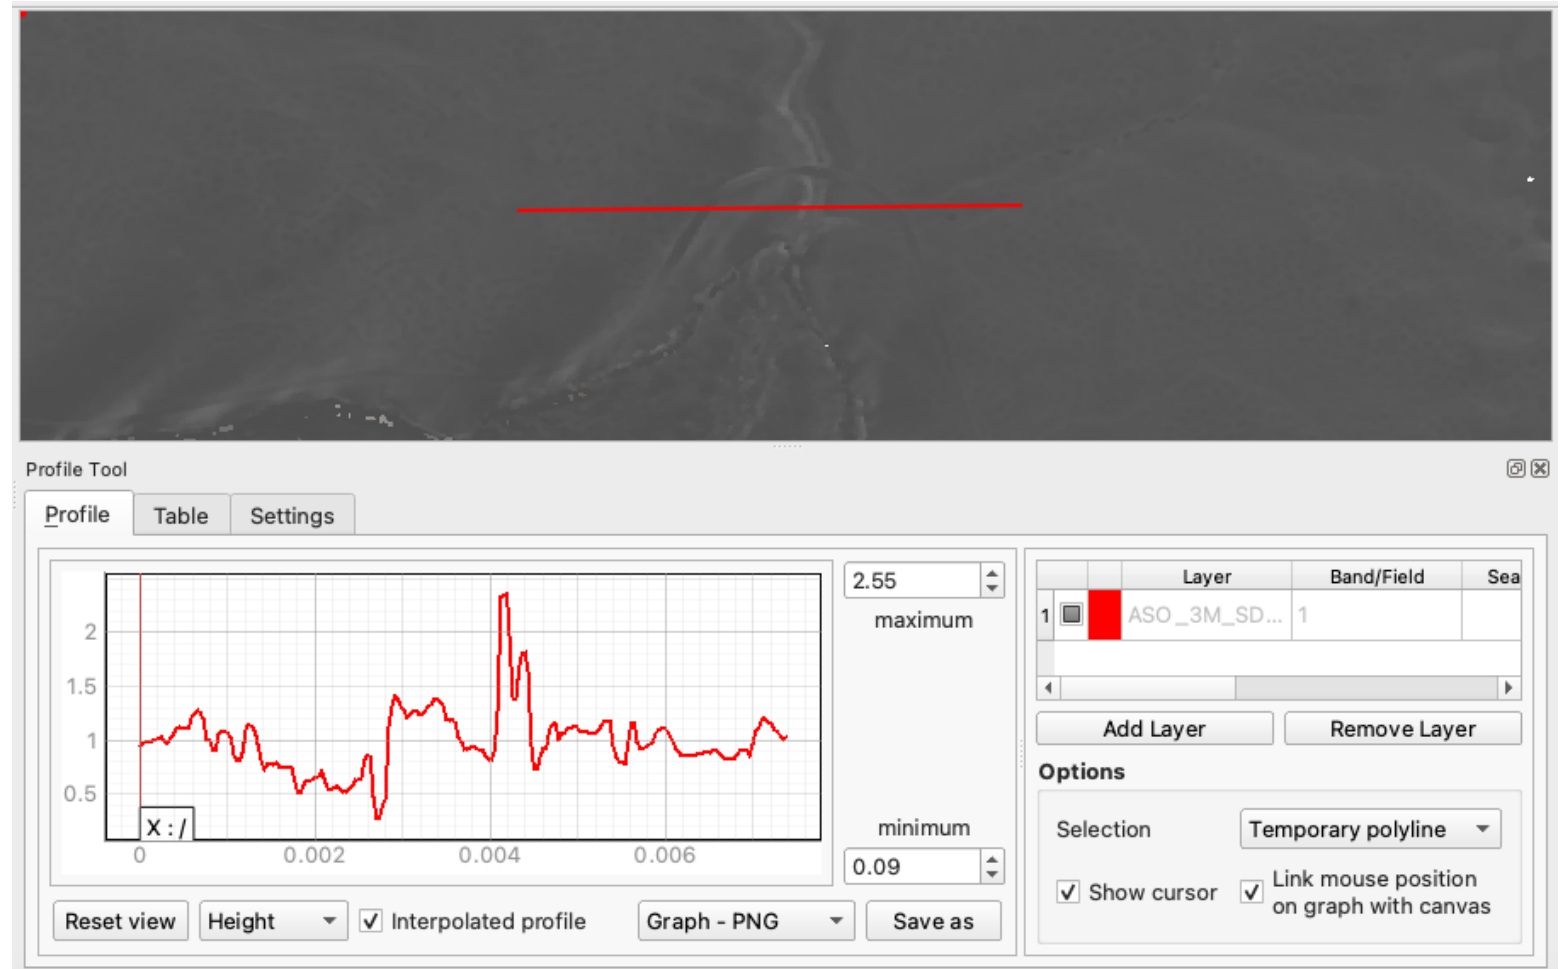 Profile Tool
Profile
Table
Settings
2
1.5
1
0.5
X : /
0
0.002
0.004
0.006
2.55
maximum
minimum
0.09
Reset view
Height
Interpolated profile
Graph - PNG
Save as
Layer
Band/Field
Sea
1
ASO_3M_SD...
1
Add Layer
Remove Layer
Options
Selection
Temporary polyline
Show cursor
Link mouse position
on graph with canvas